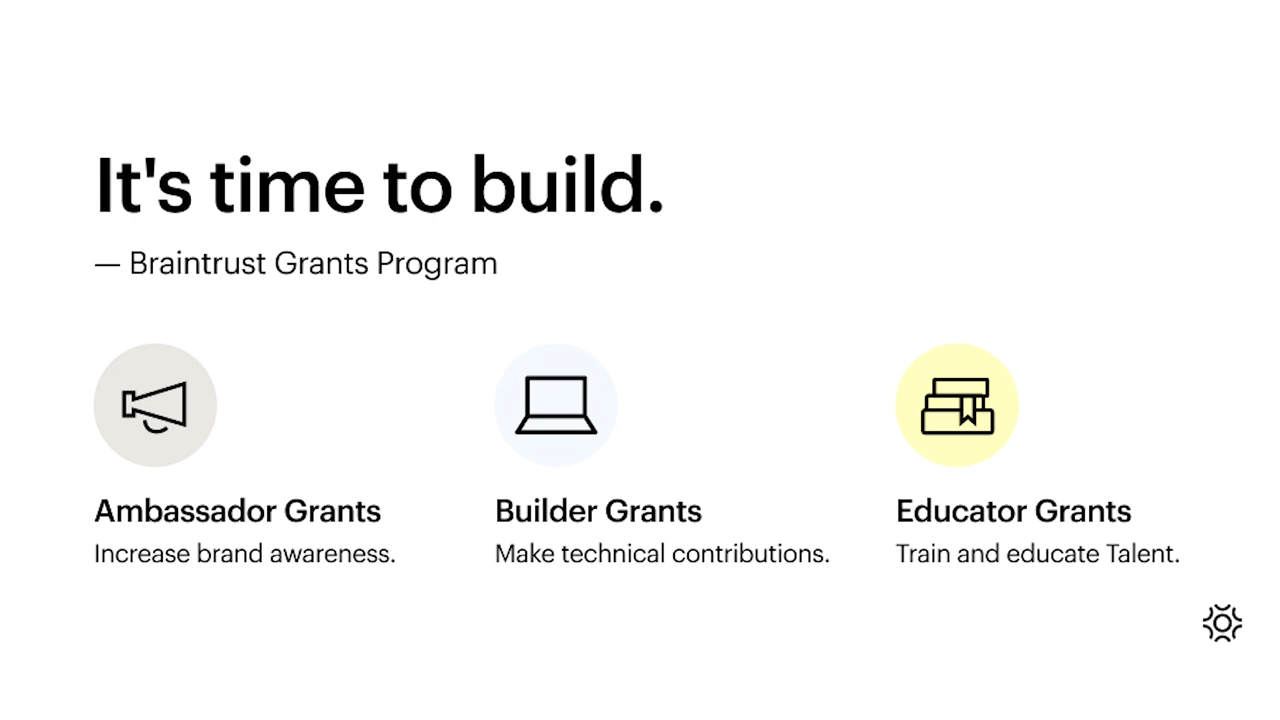 It's time to build.
— Braintrust Grants Program
Ambassador Grants
Increase brand awareness.
Builder Grants
Make technical contributions.
Educator Grants
Train and educate Talent.